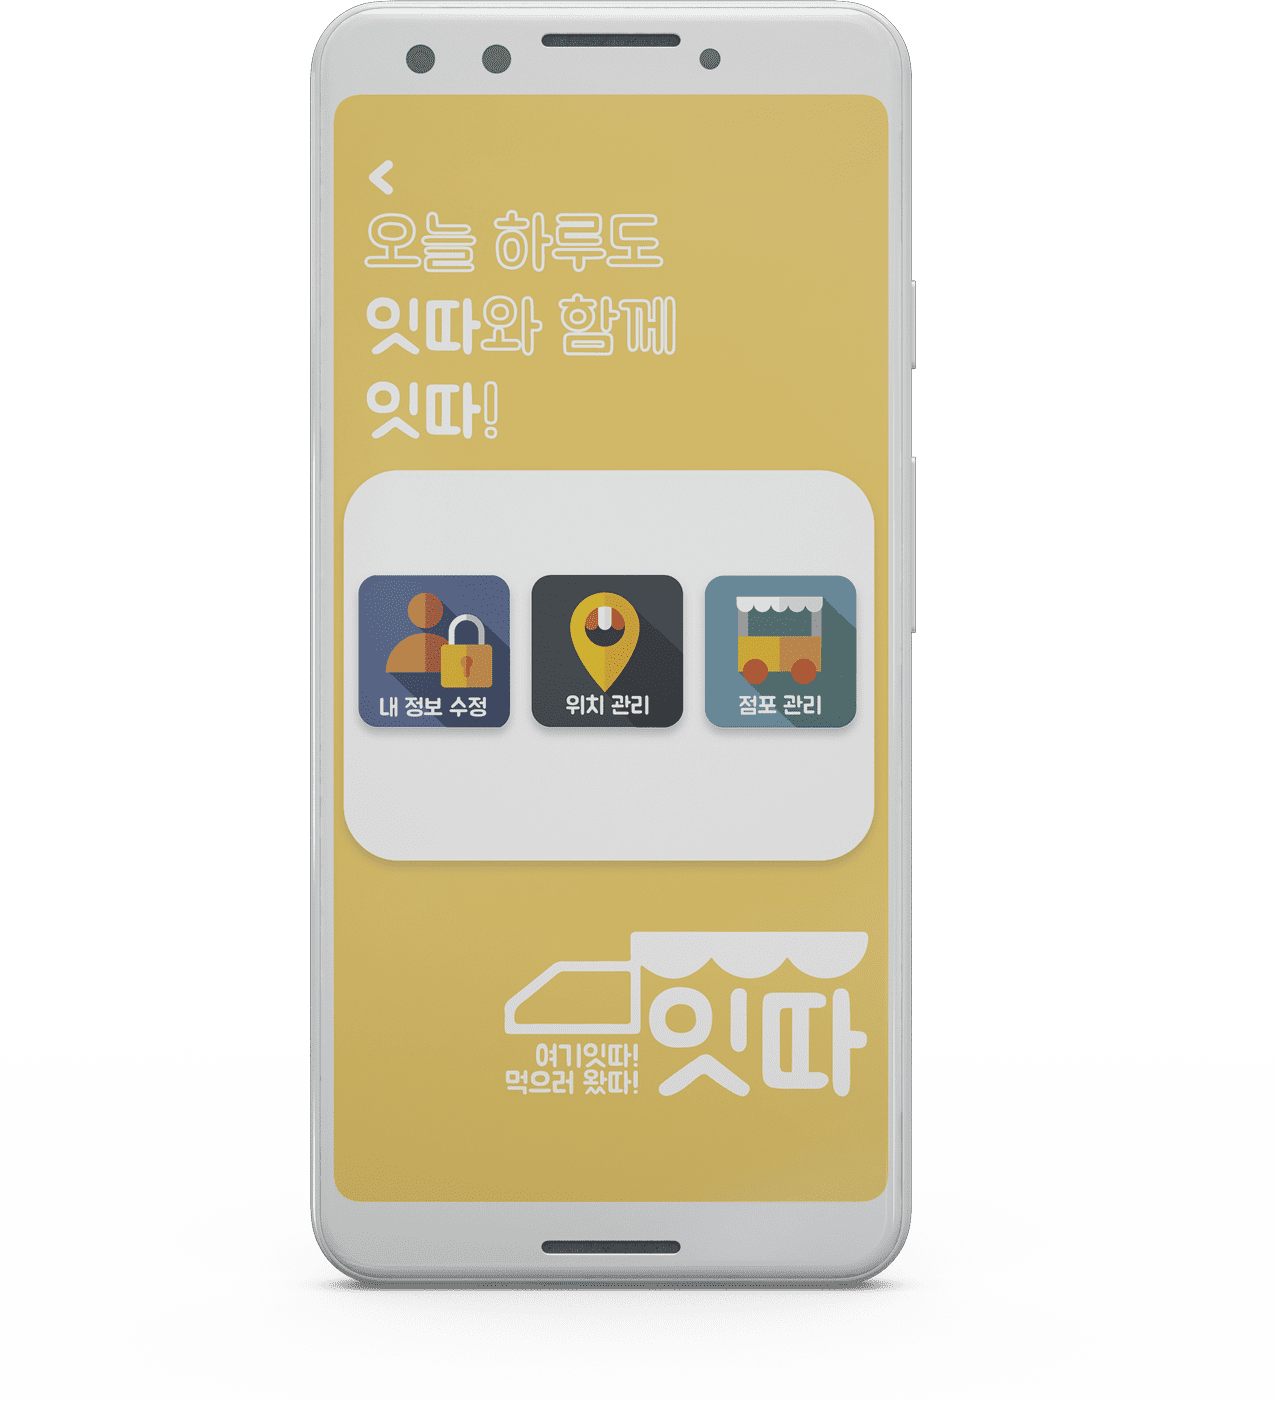 오늘 하루도
잇따와 함께
잇따!
내 정보 수정
위치 관리
점포 관리
여기잇따!
먹으러 왔따!
잇따